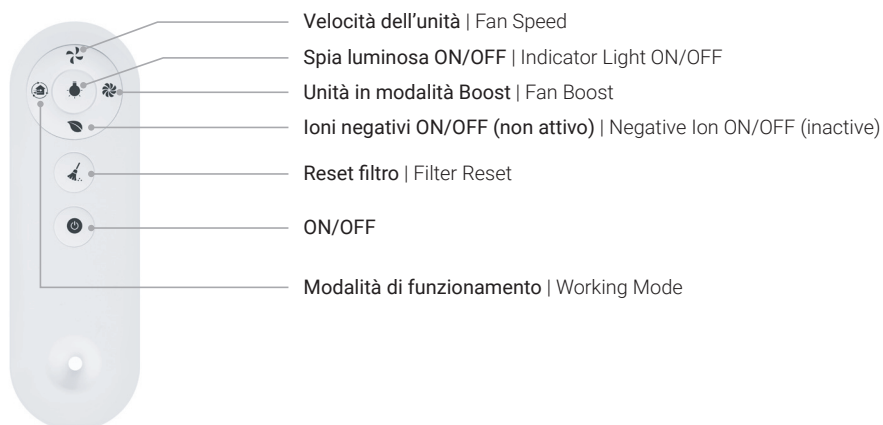 Velocità dell’unità | Fan Speed
Spia luminosa ON/OFF | Indicator Light ON/OFF
Unità in modalità Boost | Fan Boost
Ioni negativi ON/OFF (non attivo) | Negative Ion ON/OFF (inactive)
Reset filtro | Filter Reset
ON/OFF
Modalità di funzionamento | Working Mode